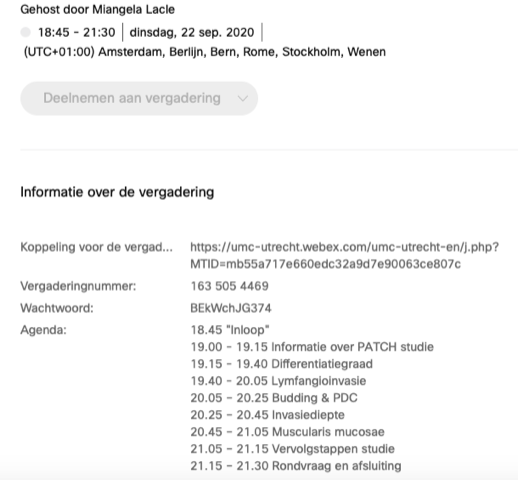 Gehost door Miangela Lacle
18:45 - 21:30 | dinsdag, 22 sep. 2020 |
(UTC+01:00) Amsterdam, Berlijn, Bern, Rome, Stockholm, Wenen
Deelnemen aan vergadering
Informatie over de vergadering
Koppeling voor de vergad... https://umc-utrecht.webex.com/umc-utrecht-en/j.php?
MTID=mb55a717e660edc32a9d7e90063ce807c
Vergaderingnummer: 163 505 4469
Wachtwoord: BEkWchJG374
Agenda: 18.45 "Inloop"
19.00 - 19.15 Informatie over PATCH studie
19.15 - 19.40 Differentiatiegraad
19.40 - 20.05 Lymfangioinvasie
20.05 - 20.25 Budding & PDC
20.25 - 20.45 Invasiediepte
20.45 - 21.05 Muscularis mucosae
21.05 - 21.15 Vervolgstappen studie
21.15 - 21.30 Rondvraag en afsluiting